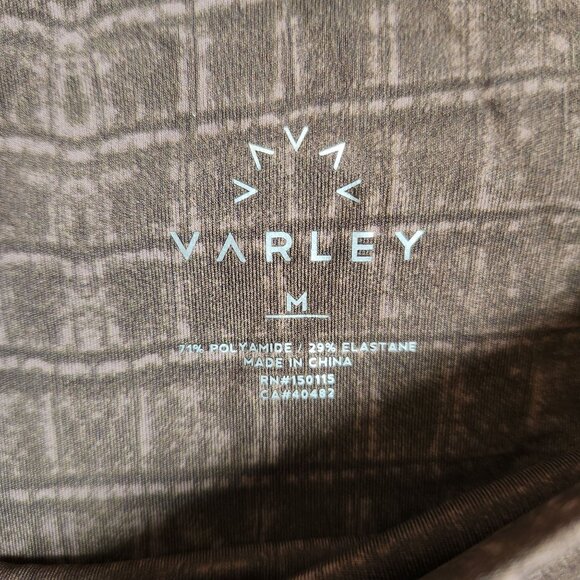 VARLEY
M
71% POLYAMIDE / 29% ELASTANE
MADE IN CHINA
RN#150115
CA#40482